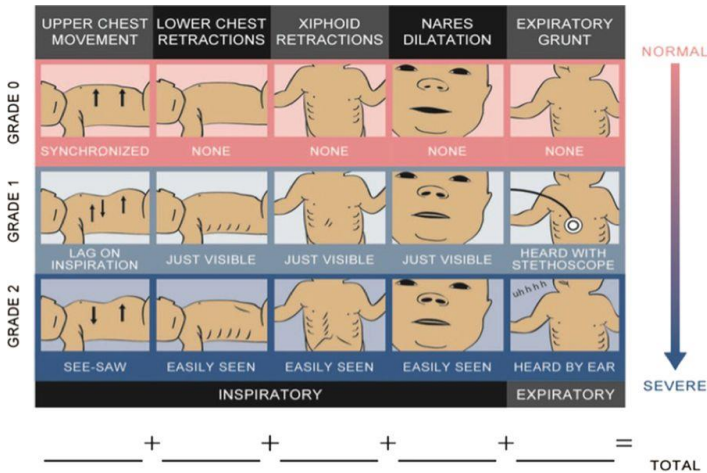 UPPER CHEST MOVEMENT
LOWER CHEST RETRACTIONS
XIPHOID RETRACTIONS
NARES DILATATION
EXPIRATORY GRUNT
NORMAL
GRADE 0
SYNCHRONIZED
NONE
NONE
NONE
NONE
GRADE 1
LAG ON INSPIRATION
JUST VISIBLE
JUST VISIBLE
JUST VISIBLE
HEARD WITH STETHOSCOPE
GRADE 2
uhhhh
SEE-SAW
EASILY SEEN
EASILY SEEN
EASILY SEEN
HEARD BY EAR
SEVERE
INSPIRATORY
EXPIRATORY
+ + + + =
TOTAL